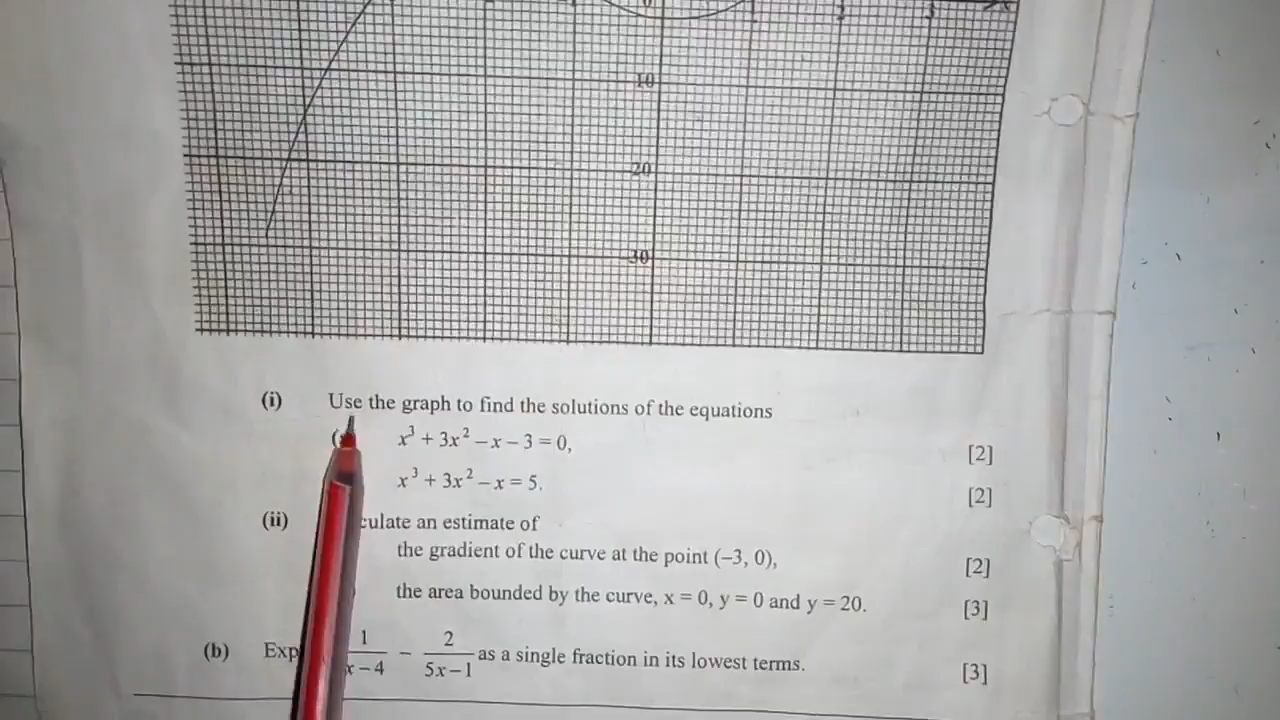 10
20
30
(i) Use the graph to find the solutions of the equations
x³ + 3x² – x – 3 = 0, [2]
x³ + 3x² – x = 5. [2]
(ii) culate an estimate of
the gradient of the curve at the point (–3, 0), [2]
the area bounded by the curve, x = 0, y = 0 and y = 20. [3]
(b) Exp 1/x – 4 – 2/5x – 1 as a single fraction in its lowest terms. [3]